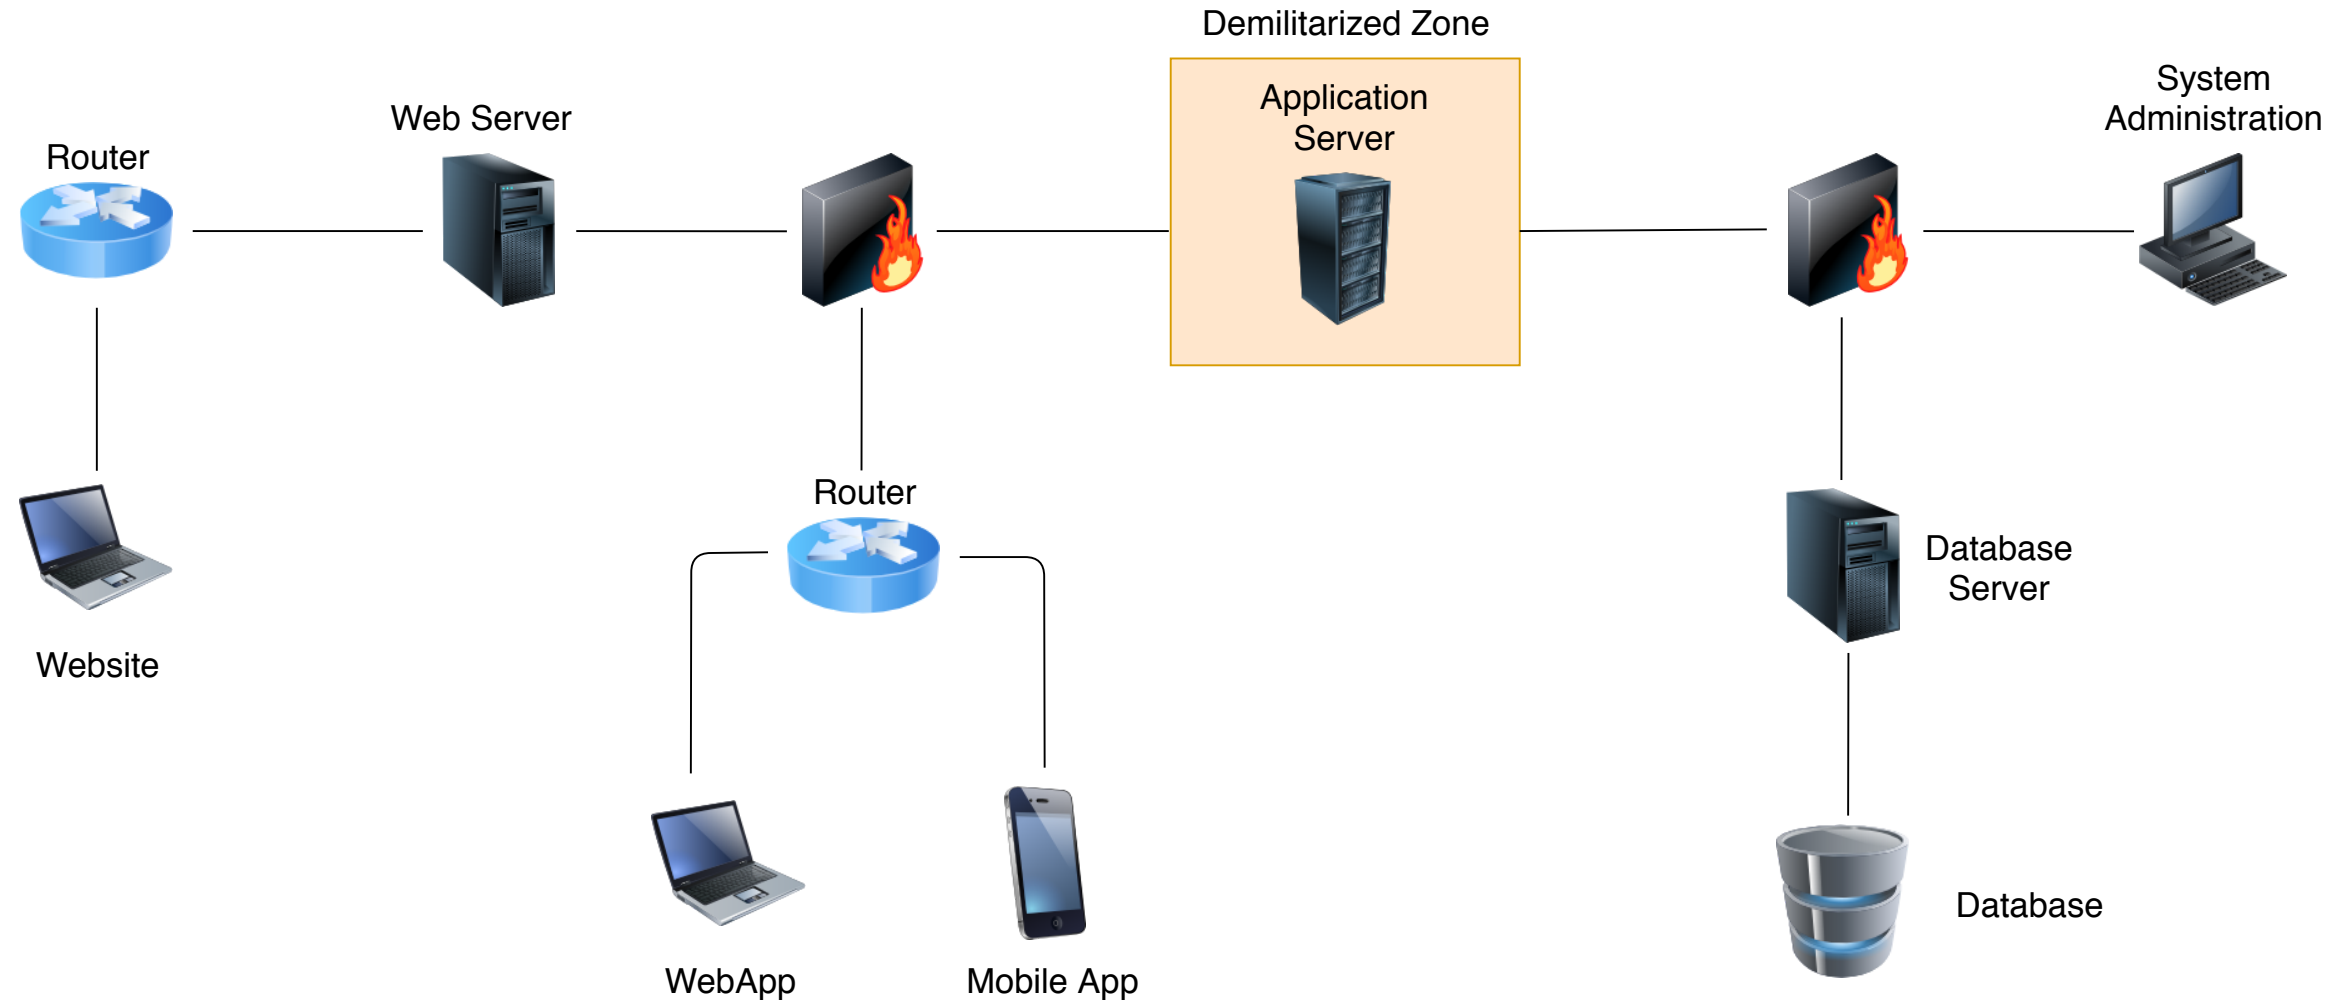 Demilitarized Zone
Application
Server
System
Administration
Web Server
Router
Router
Database
Server
Website
Database
WebApp
Mobile App